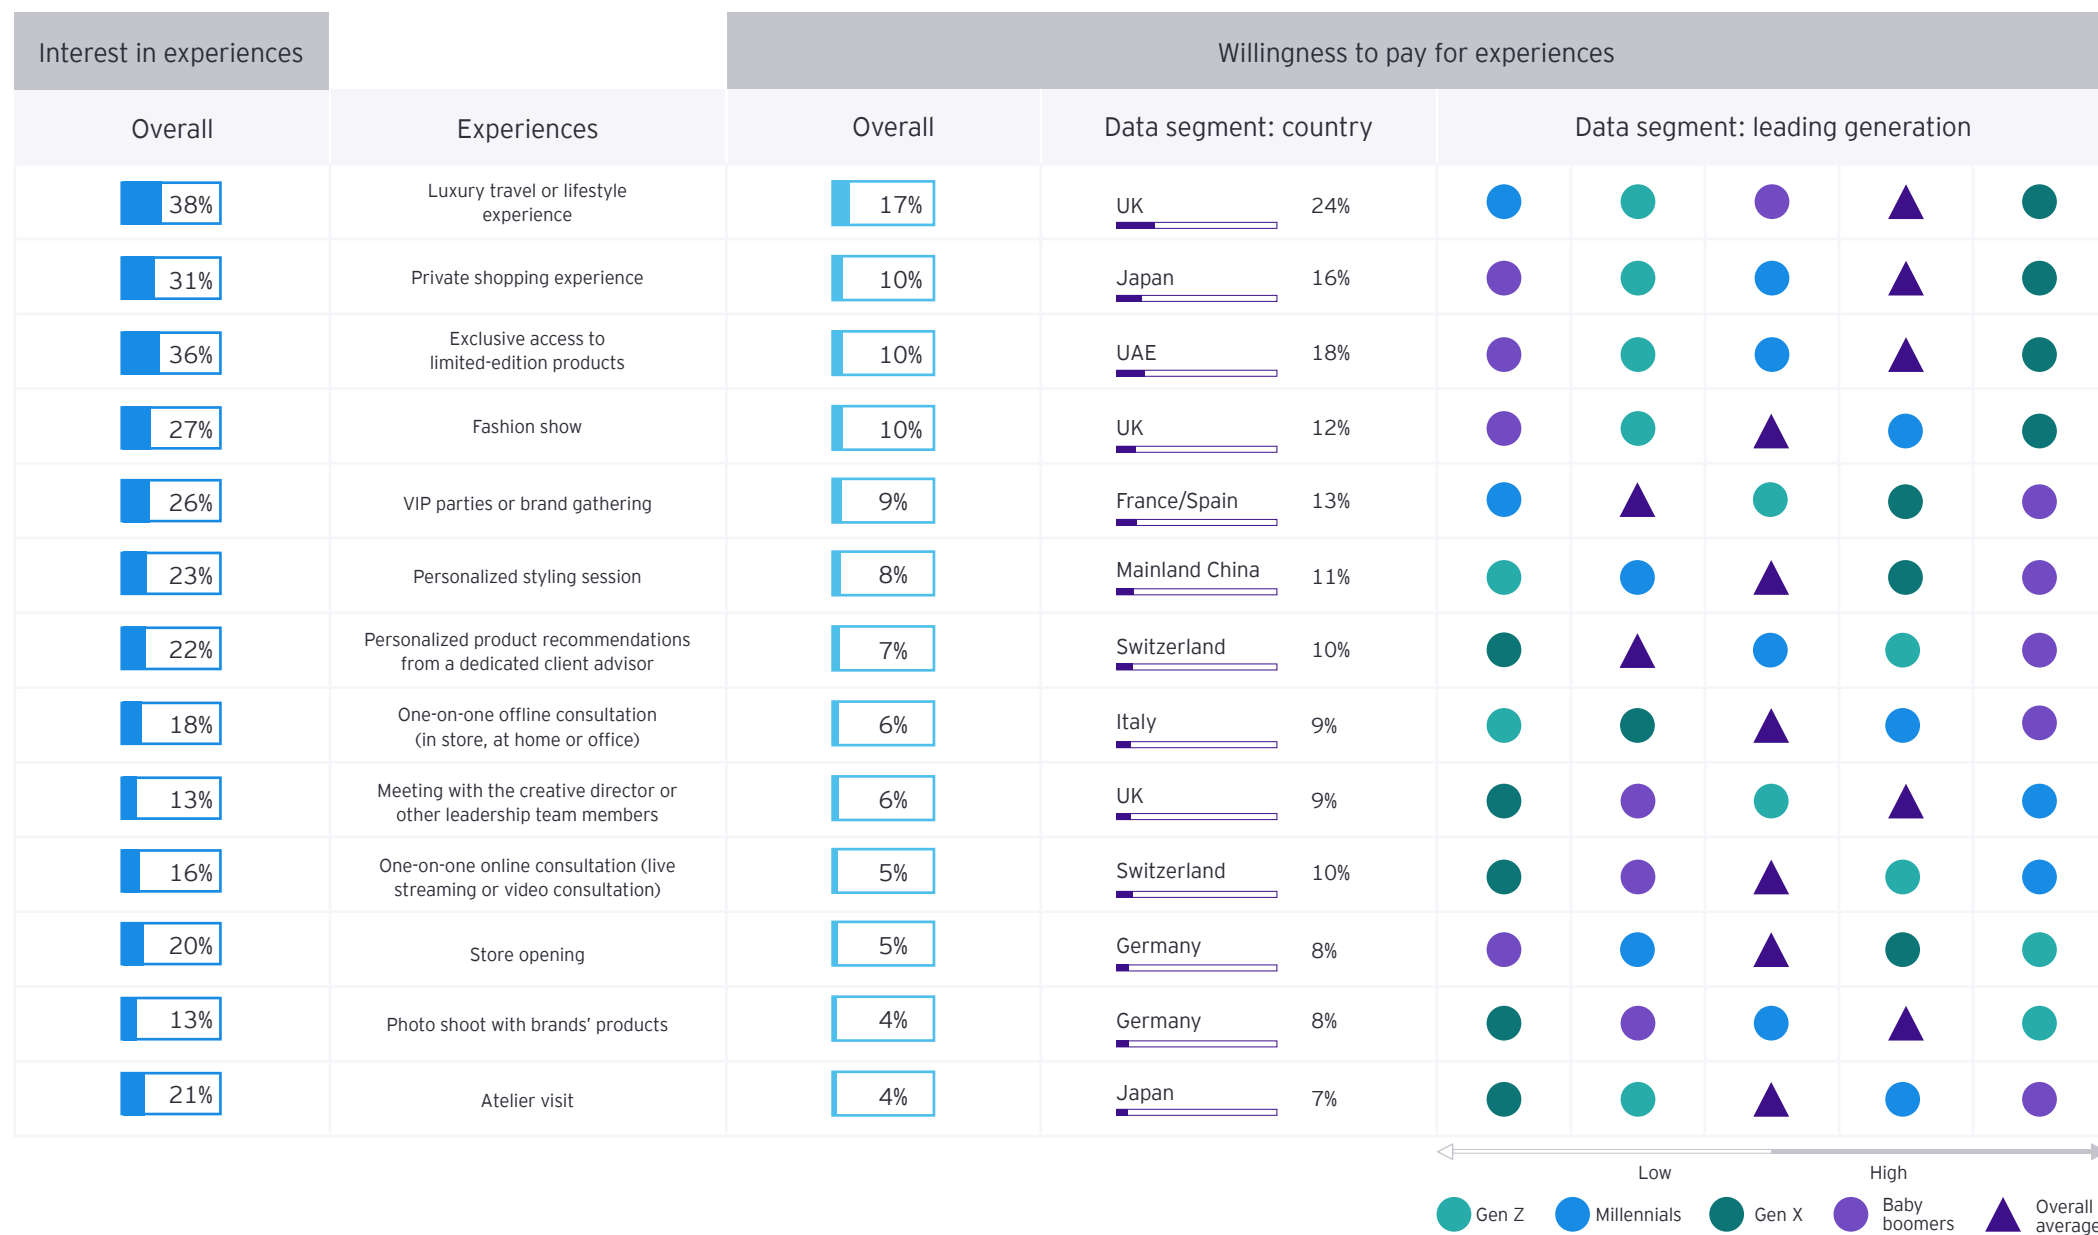 Interest in experiences
Willingness to pay for experiences
Overall
Experiences
Overall
Data segment: country
Data segment: leading generation
38%
Luxury travel or lifestyle
experience
17%
UK
24%
31%
Private shopping experience
10%
Japan
16%
36%
Exclusive access to
limited-edition products
10%
UAE
18%
27%
Fashion show
10%
UK
12%
26%
VIP parties or brand gathering
9%
France/Spain
13%
23%
Personalized styling session
8%
Mainland China
11%
22%
Personalized product recommendations
from a dedicated client advisor
7%
Switzerland
10%
18%
One-on-one offline consultation
(in store, at home or office)
6%
Italy
9%
13%
Meeting with the creative director or
other leadership team members
6%
UK
9%
16%
One-on-one online consultation (live
streaming or video consultation)
5%
Switzerland
10%
20%
Store opening
5%
Germany
8%
13%
Photo shoot with brands’ products
4%
Germany
8%
21%
Atelier visit
4%
Japan
7%
Low
High
Gen Z
Millennials
Gen X
Baby
boomers
Overall
average